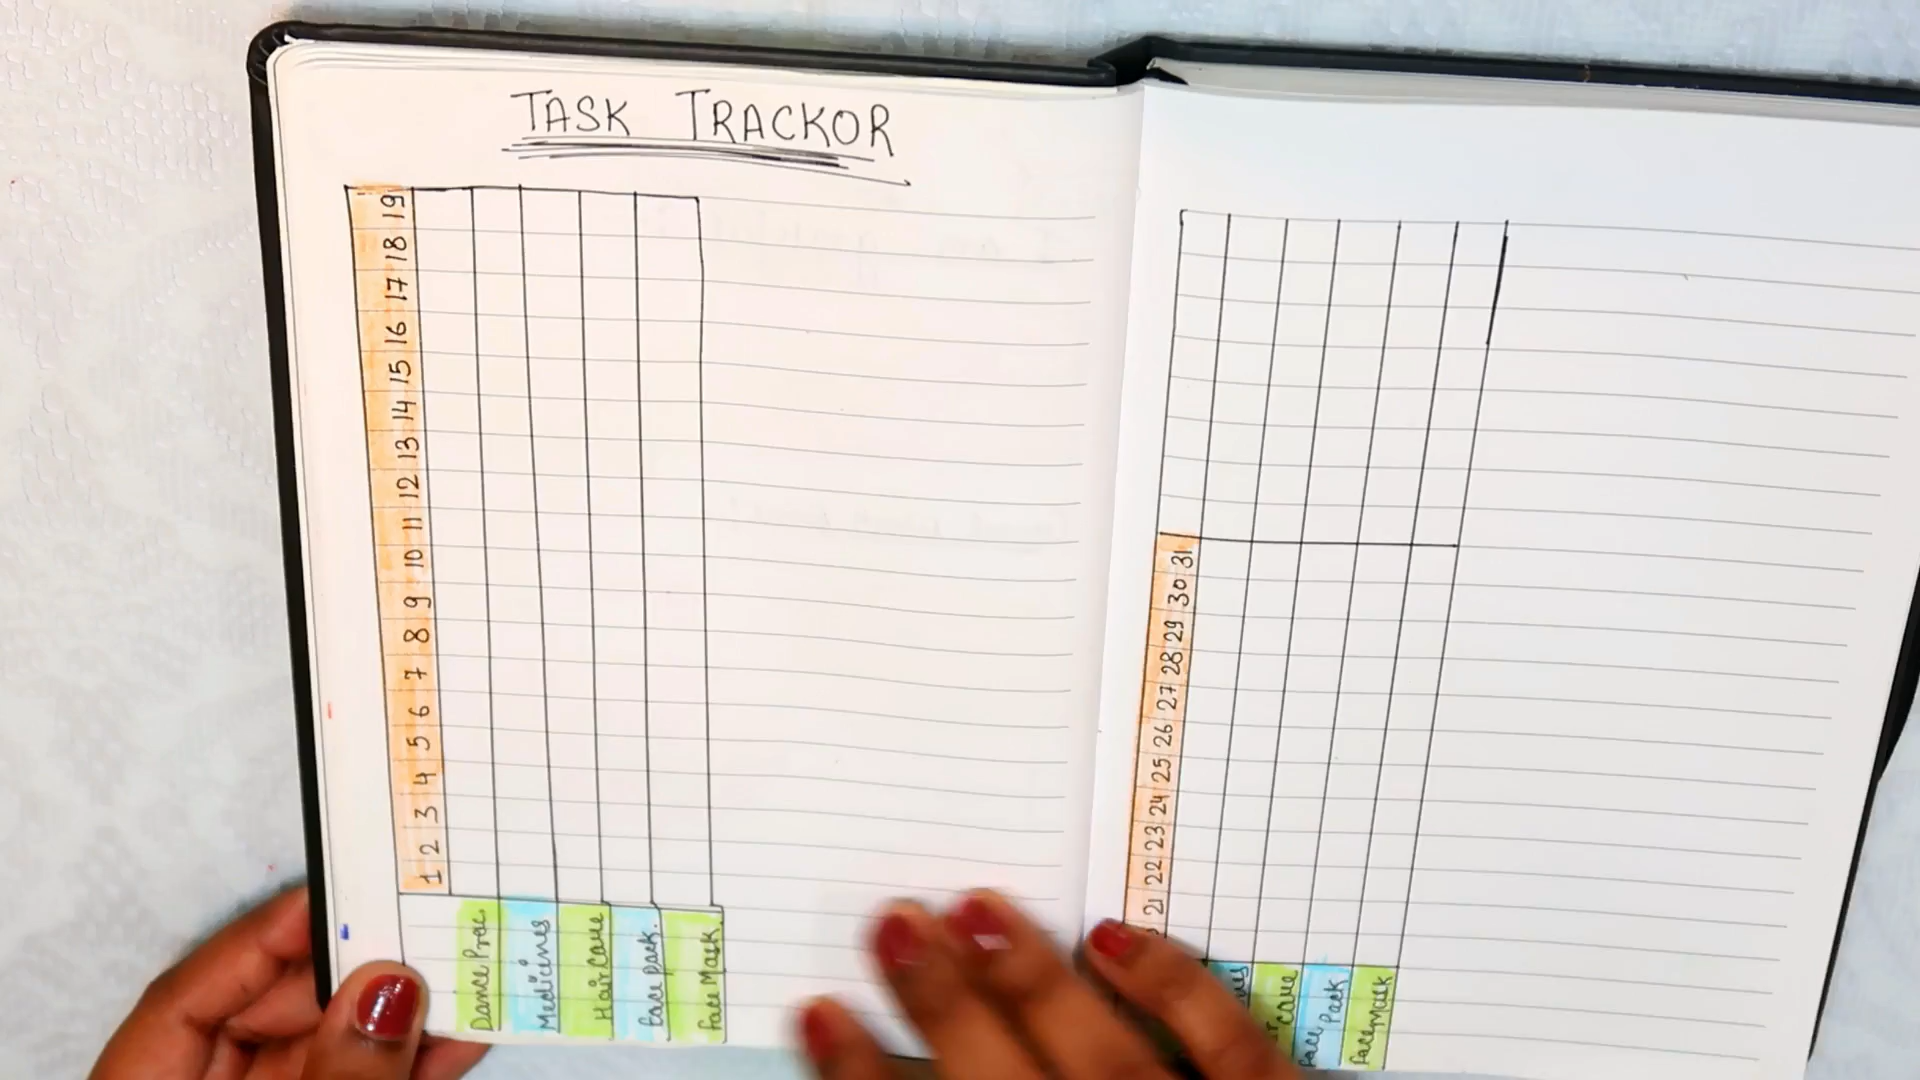 TASK TRACKOR
1 2 3 4 5 6 7 8 9 10 11 12 13 14 15 16 17 18 19
Dance Prac.
Medicines
Hair Care
Face pack.
Face Mask.
21 22 23 24 25 26 27 28 29 30 31
Care
Face Pack
Face Mask